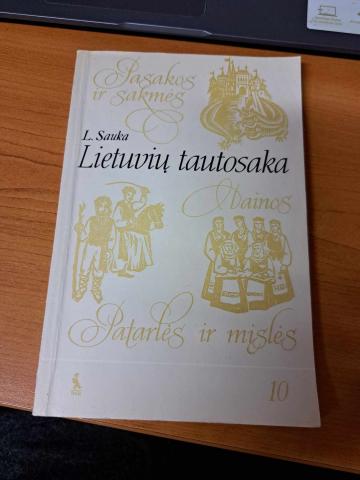 Pasakos
ir sakmės
L. Sauka
Lietuvių tautosaka
Dainos
Patarlės ir mįslės
10